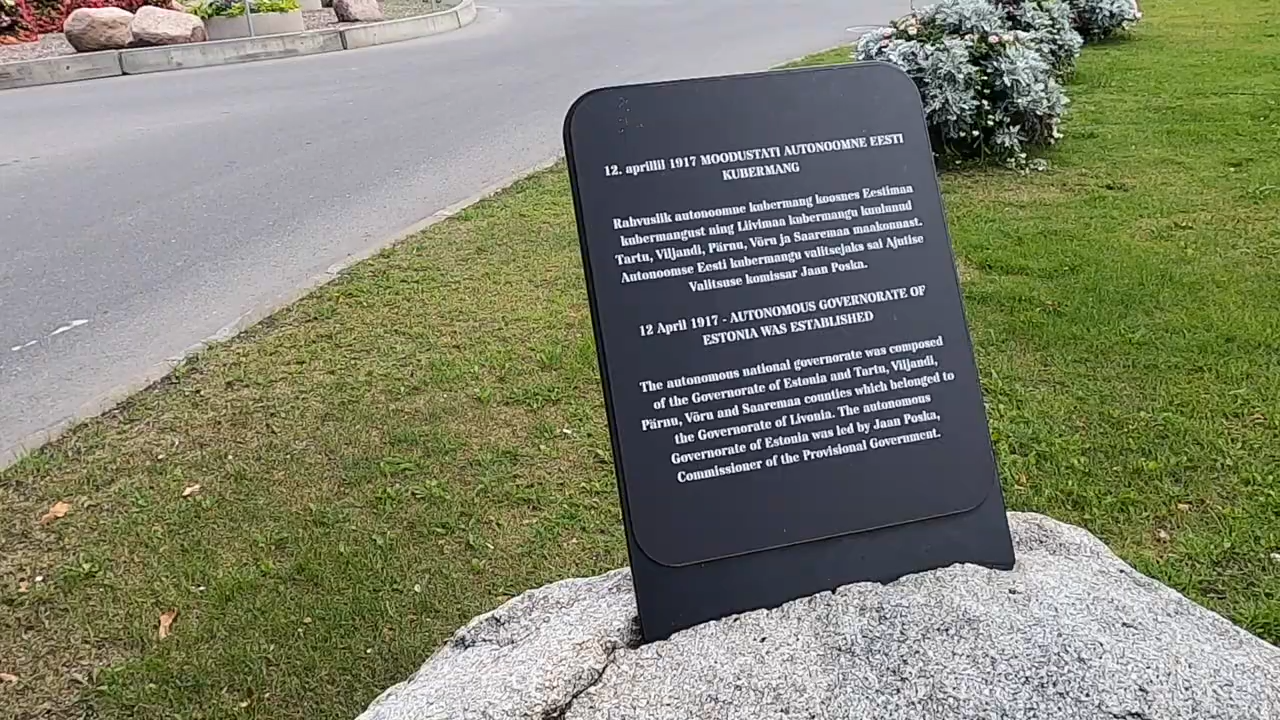 12. aprillil 1917 MOODUSTATI AUTONOOMNE EESTI
KUBERMANG
Rahvuslik autonoomne kubermang koosnes Eestimaa
kubermangust ning Liivimaa kubermangu kuulunud
Tartu, Viljandi, Pärnu, Võru ja Saaremaa maakonnast.
Autonoomse Eesti kubermangu valitsejaks sai Ajutise
Valitsuse komissar Jaan Poska.
12 April 1917 - AUTONOMOUS GOVERNORATE OF
ESTONIA WAS ESTABLISHED
The autonomous national governorate was composed
of the Governorate of Estonia and Tartu, Viljandi,
Pärnu, Võru and Saaremaa counties which belonged to
the Governorate of Livonia. The autonomous
Governorate of Estonia was led by Jaan Poska,
Commissioner of the Provisional Government.